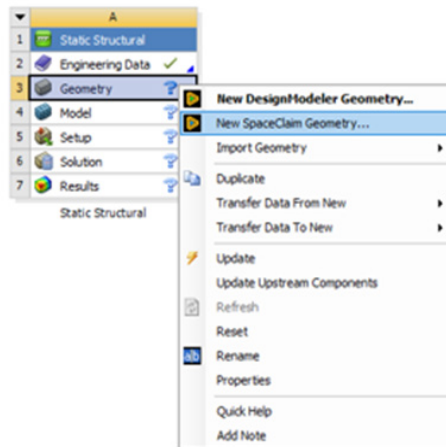 A
1 Static Structural
2 Engineering Data
3 Geometry ?
4 Model ?
5 Setup ?
6 Solution ?
7 Results ?
Static Structural
New DesignModeler Geometry...
New SpaceClaim Geometry...
Import Geometry
Duplicate
Transfer Data From New
Transfer Data To New
Update
Update Upstream Components
Refresh
Reset
alb Rename
Properties
Quick Help
Add Note